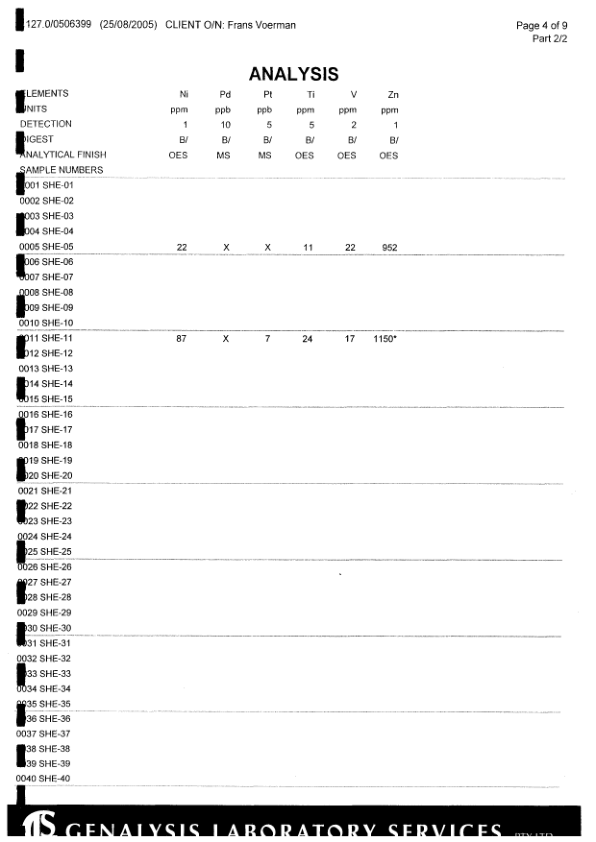 127.0/0506399 (25/08/2005) CLIENT O/N: Frans Voerman Page 4 of 9
Part 2/2
ANALYSIS
ELEMENTS Ni Pd Pt Ti V Zn
UNITS ppm ppb ppb ppm ppm ppm
DETECTION 1 10 5 5 2 1
DIGEST B/ B/ B/ B/ B/ B/
ANALYTICAL FINISH OES MS MS OES OES OES
SAMPLE NUMBERS
0001 SHE-01
0002 SHE-02
0003 SHE-03
0004 SHE-04
0005 SHE-05 22 X X 11 22 952
0006 SHE-06
0007 SHE-07
0008 SHE-08
0009 SHE-09
0010 SHE-10
0011 SHE-11 87 X 7 24 17 1150*
0012 SHE-12
0013 SHE-13
0014 SHE-14
0015 SHE-15
0016 SHE-16
0017 SHE-17
0018 SHE-18
0019 SHE-19
0020 SHE-20
0021 SHE-21
0022 SHE-22
0023 SHE-23
0024 SHE-24
0025 SHE-25
0026 SHE-26
0027 SHE-27
0028 SHE-28
0029 SHE-29
0030 SHE-30
0031 SHE-31
0032 SHE-32
0033 SHE-33
0034 SHE-34
0035 SHE-35
0036 SHE-36
0037 SHE-37
0038 SHE-38
0039 SHE-39
0040 SHE-40
GENALYSIS LABORATORY SERVICES PTY LTD